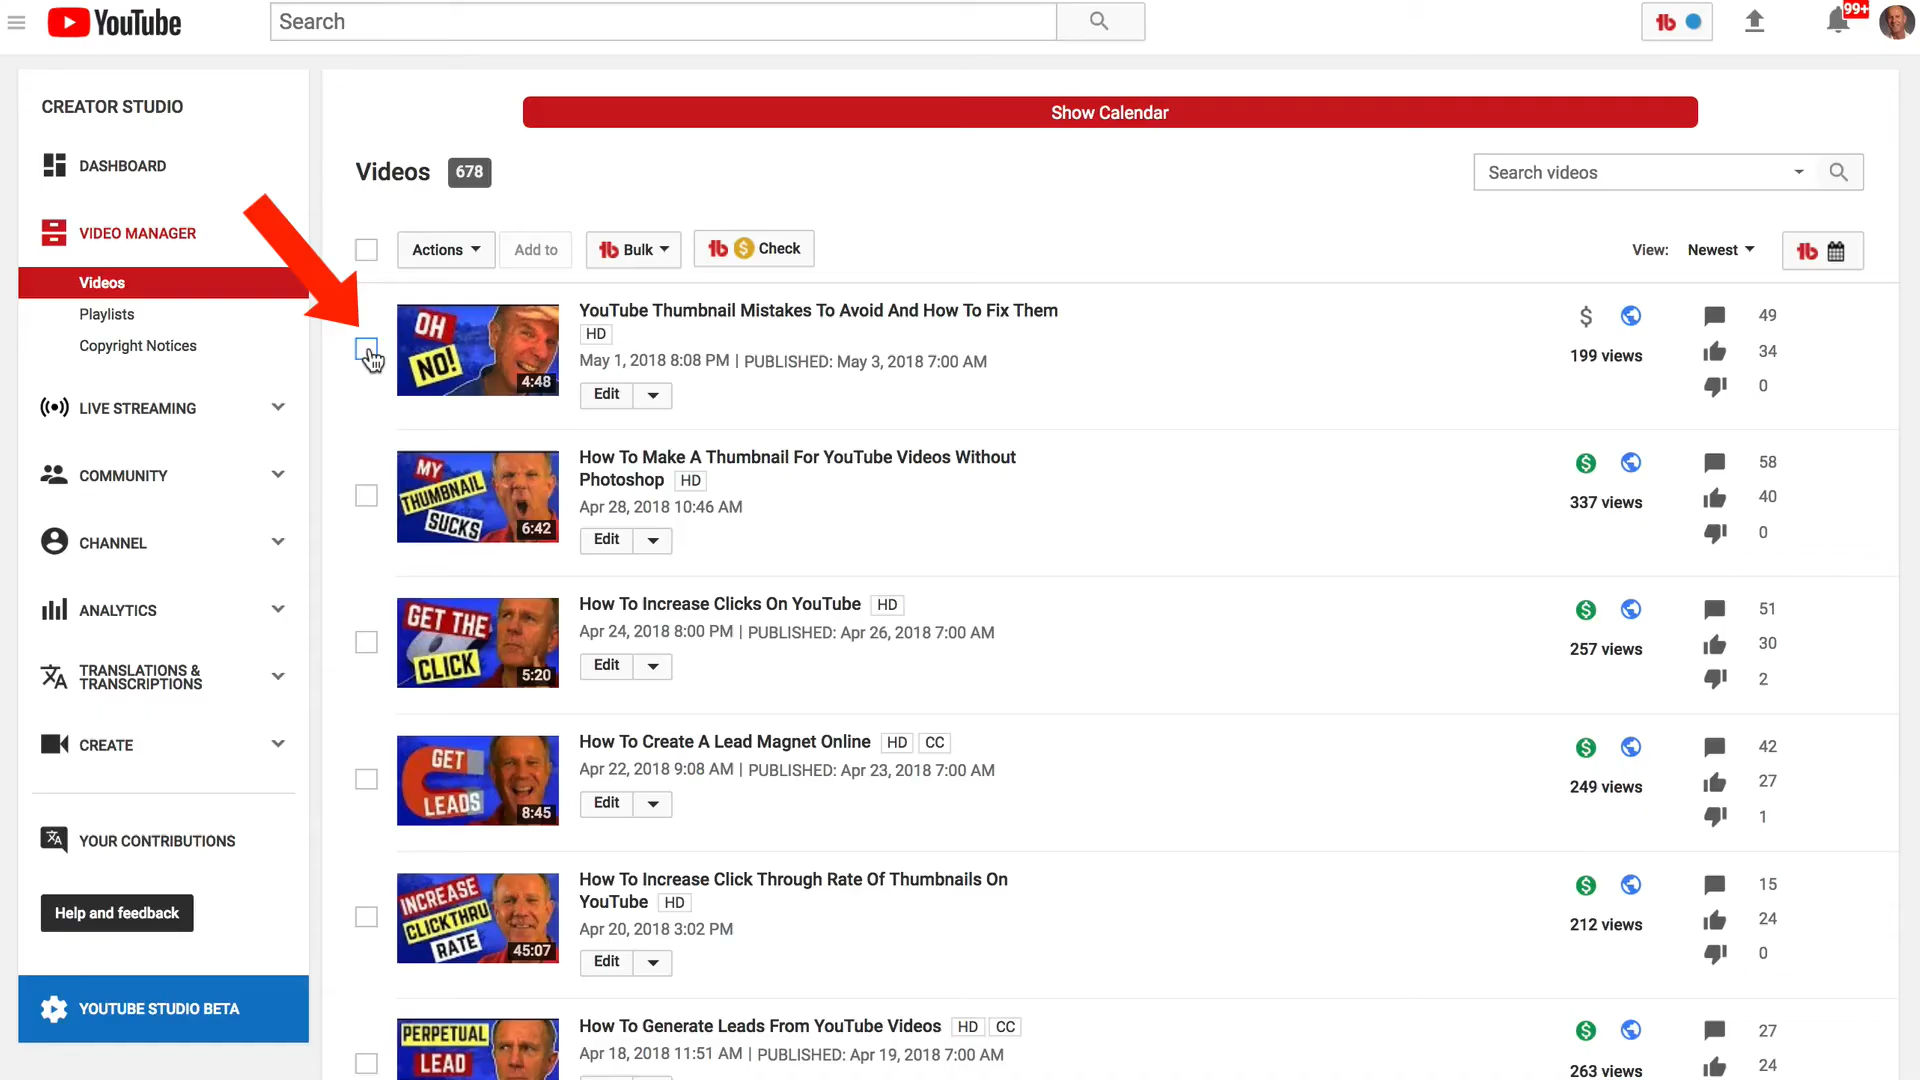 YouTube
Search
99+
CREATOR STUDIO
DASHBOARD
VIDEO MANAGER
Videos
Playlists
Copyright Notices
LIVE STREAMING
COMMUNITY
CHANNEL
ANALYTICS
TRANSLATIONS &
TRANSCRIPTIONS
CREATE
YOUR CONTRIBUTIONS
Help and feedback
YOUTUBE STUDIO BETA
Show Calendar
Videos 678
Search videos
Actions Add to tb Bulk tb $ Check
View: Newest tb
OH
NO!
4:48
YouTube Thumbnail Mistakes To Avoid And How To Fix Them
HD
May 1, 2018 8:08 PM | PUBLISHED: May 3, 2018 7:00 AM
Edit
$
199 views
49
34
0
MY
THUMBNAIL
SUCKS
6:42
How To Make A Thumbnail For YouTube Videos Without
Photoshop HD
Apr 28, 2018 10:46 AM
Edit
$
337 views
58
40
0
GET THE
CLICK
5:20
How To Increase Clicks On YouTube HD
Apr 24, 2018 8:00 PM | PUBLISHED: Apr 26, 2018 7:00 AM
Edit
$
257 views
51
30
2
GET
LEADS
8:45
How To Create A Lead Magnet Online HD CC
Apr 22, 2018 9:08 AM | PUBLISHED: Apr 23, 2018 7:00 AM
Edit
$
249 views
42
27
1
INCREASE
CLICKTHRU
RATE
45:07
How To Increase Click Through Rate Of Thumbnails On
YouTube HD
Apr 20, 2018 3:02 PM
Edit
$
212 views
15
24
0
PERPETUAL
LEAD
How To Generate Leads From YouTube Videos HD CC
Apr 18, 2018 11:51 AM | PUBLISHED: Apr 19, 2018 7:00 AM
$
263 views
27
24